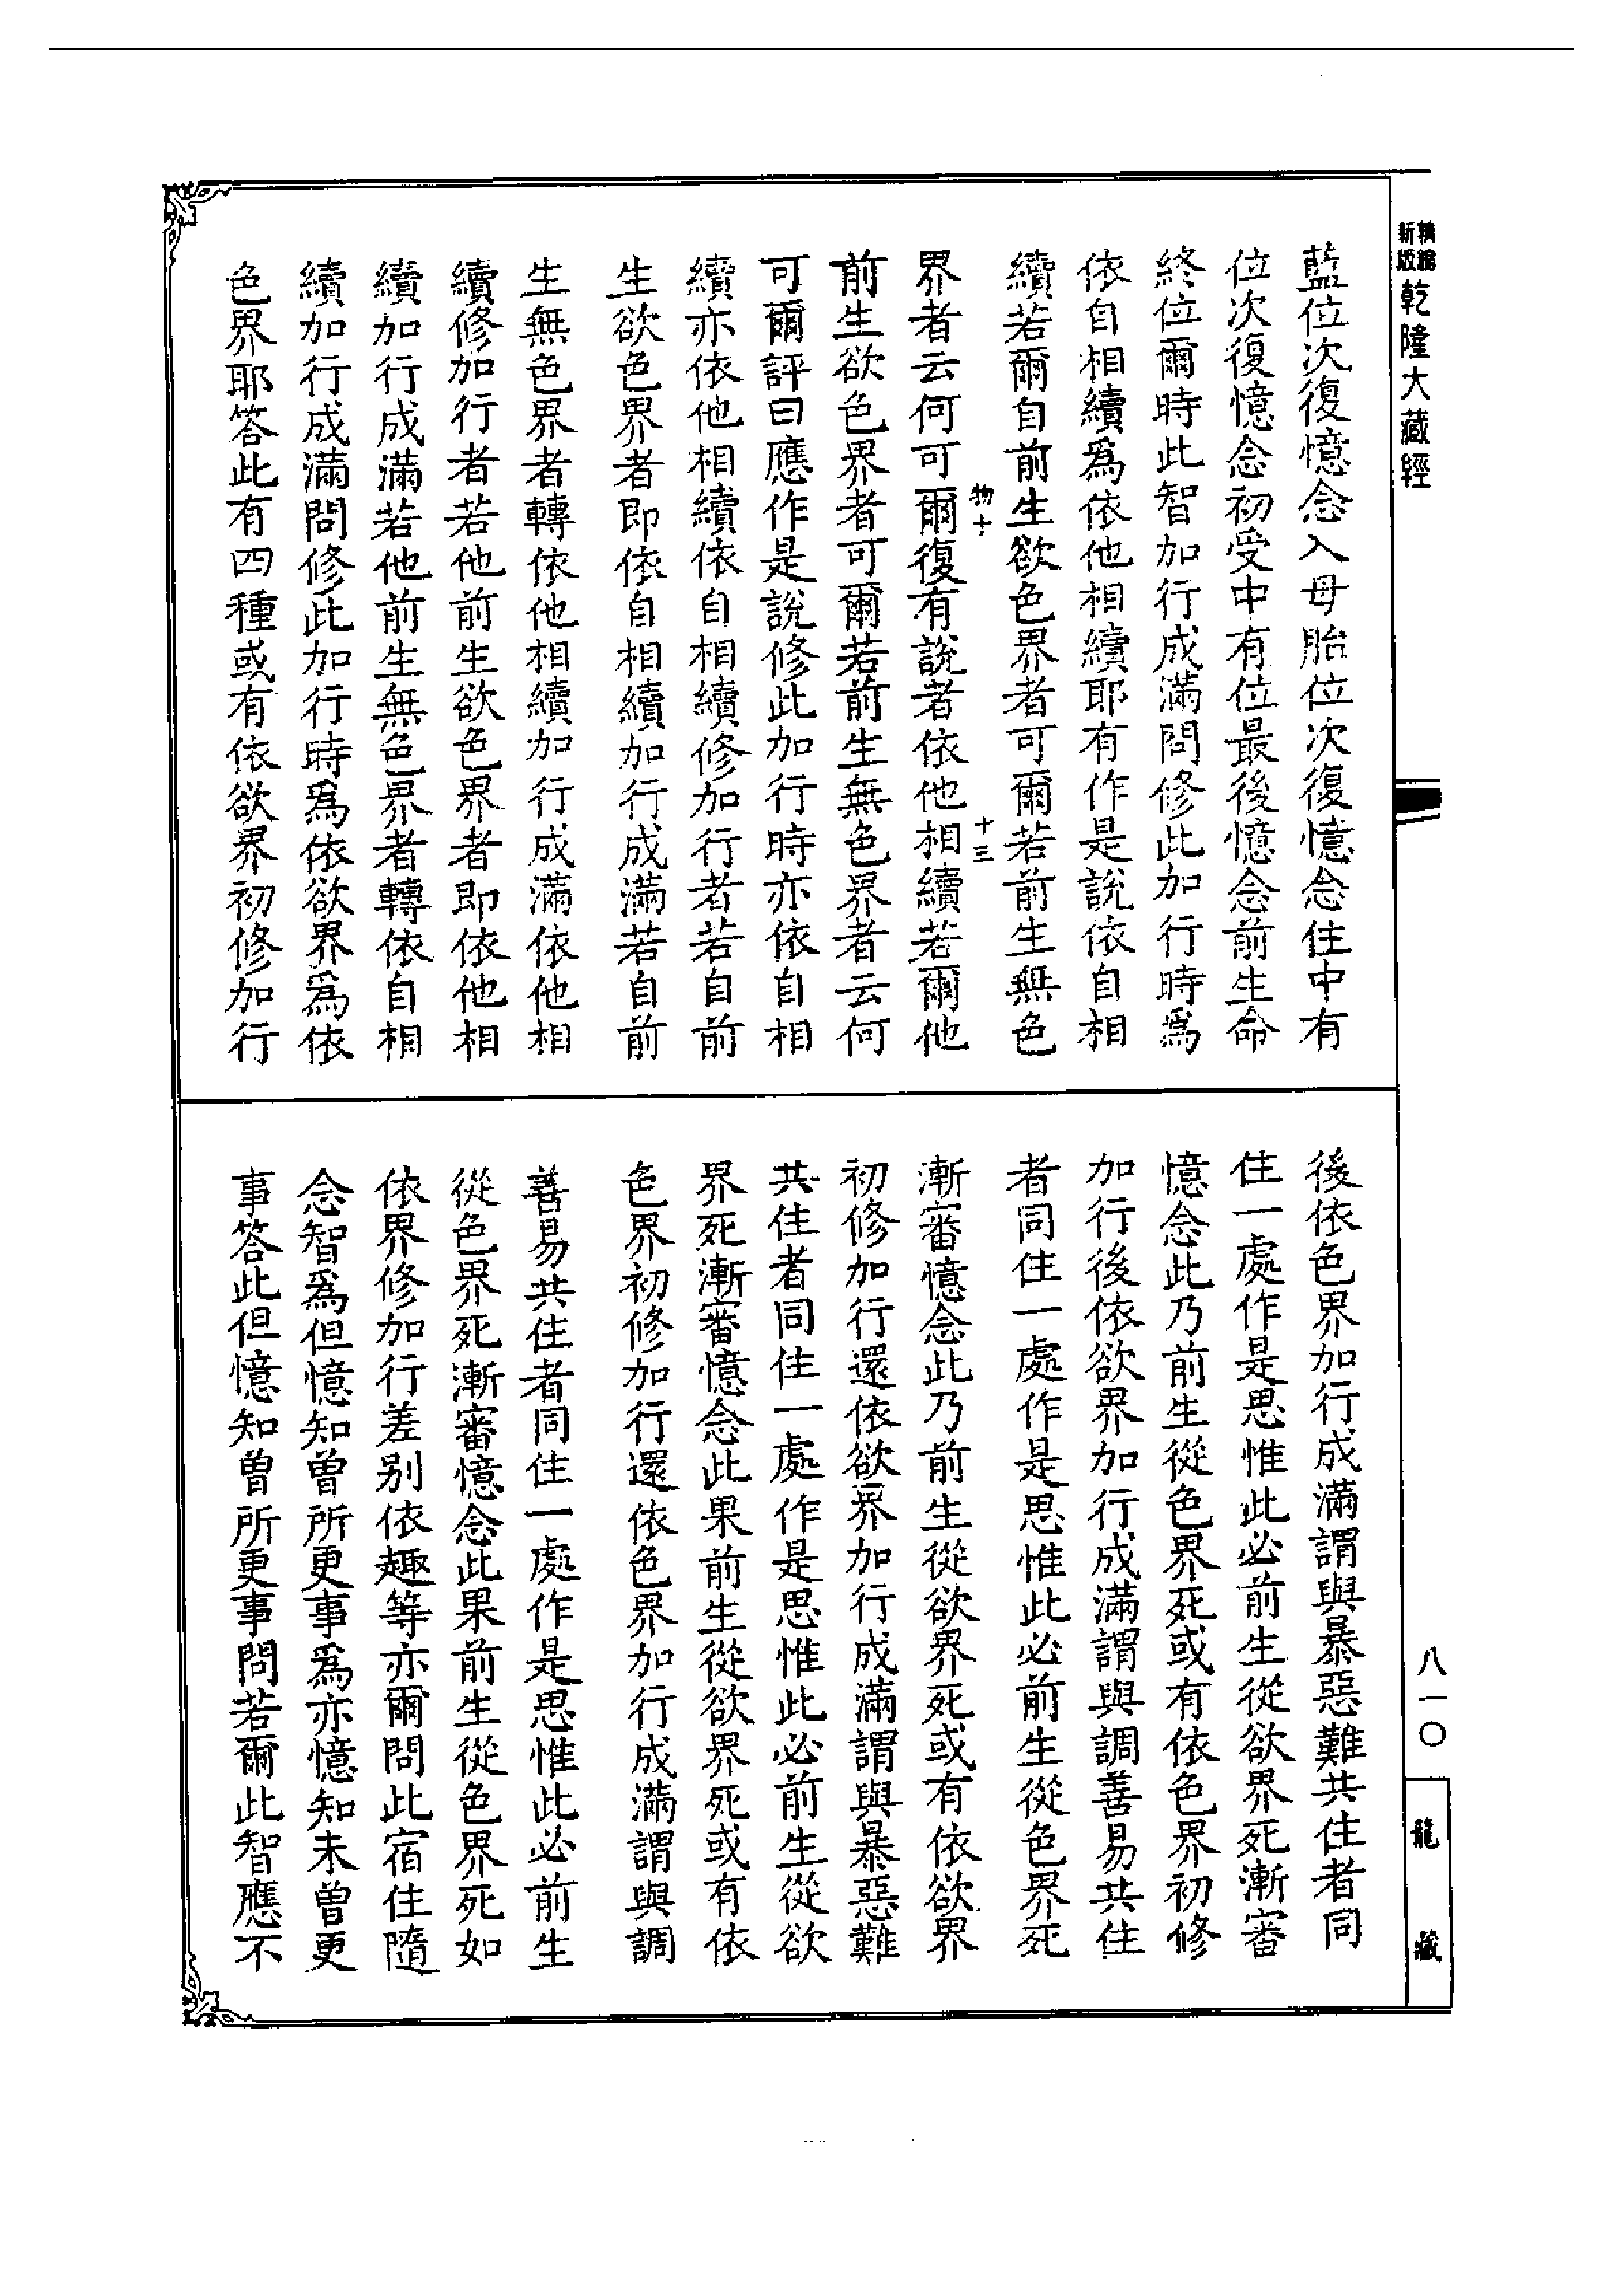 新版
精縮
乾隆大藏經
藍位次復憶念入母胎位次復憶念住中有
位次復憶念初受中有位最後憶念前生命
終位爾時此智加行成滿問修此加行時爲
依自相續爲依他相續耶有作是說依自相
續若爾自前生欲色界者可爾若前生無色
物十
十三
界者云何可爾復有說者依他相續若爾他
前生欲色界者可爾若前生無色界者云何
可爾評曰應作是說修此加行時亦依自相
續亦依他相續依自相續修加行者若自前
生欲色界者即依自相續加行成滿若自前
生無色界者轉依他相續加行成滿依他相
續修加行者若他前生欲色界者即依他相
續加行成滿若他前生無色界者轉依自相
續加行成滿問修此加行時爲依欲界爲依
色界耶答此有四種或有依欲界初修加行
後依色界加行成滿謂與暴惡難共住者同
住一處作是思惟此必前生從欲界死漸審
憶念此乃前生從色界死或有依色界初修
加行後依欲界加行成滿謂與調善易共住
者同住一處作是思惟此必前生從色界死
漸審憶念此乃前生從欲界死或有依欲界
初修加行還依欲界加行成滿謂與暴惡難
共住者同住一處作是思惟此必前生從欲
界死漸審憶念此果前生從欲界死或有依
色界初修加行還依色界加行成滿謂與調
善易共住者同住一處作是思惟此必前生
從色界死漸審憶念此果前生從色界死如
依界修加行差别依趣等亦爾問此宿住隨
念智爲但憶知曾所更事爲亦憶知未曾更
事答此但憶知曾所更事問若爾此智應不
八一〇
龍藏